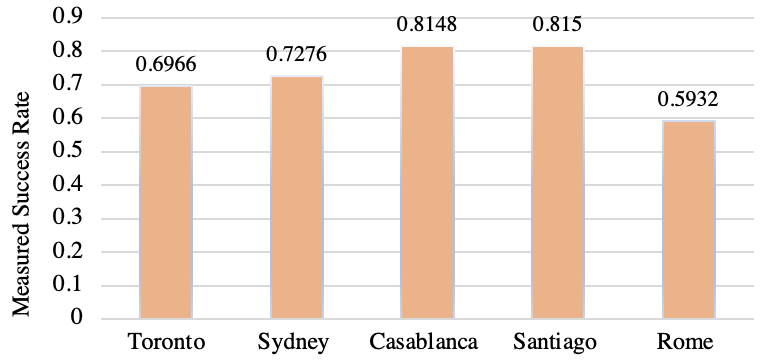 Measured Success Rate
0.9
0.8
0.7
0.6
0.5
0.4
0.3
0.2
0.1
0
0.6966
0.7276
0.8148
0.815
0.5932
Toronto
Sydney
Casablanca
Santiago
Rome